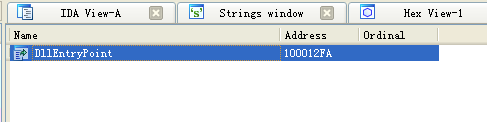 IDA View-A Strings window Hex View-1
Name Address Ordinal
DllEntryPoint 100012FA